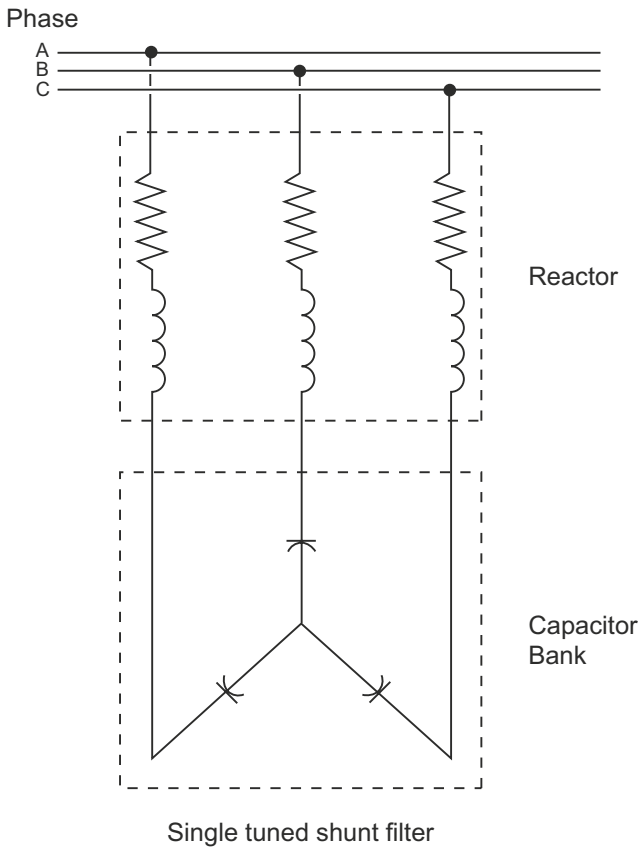 Phase
A
B
C
Reactor
Capacitor
Bank
Single tuned shunt filter